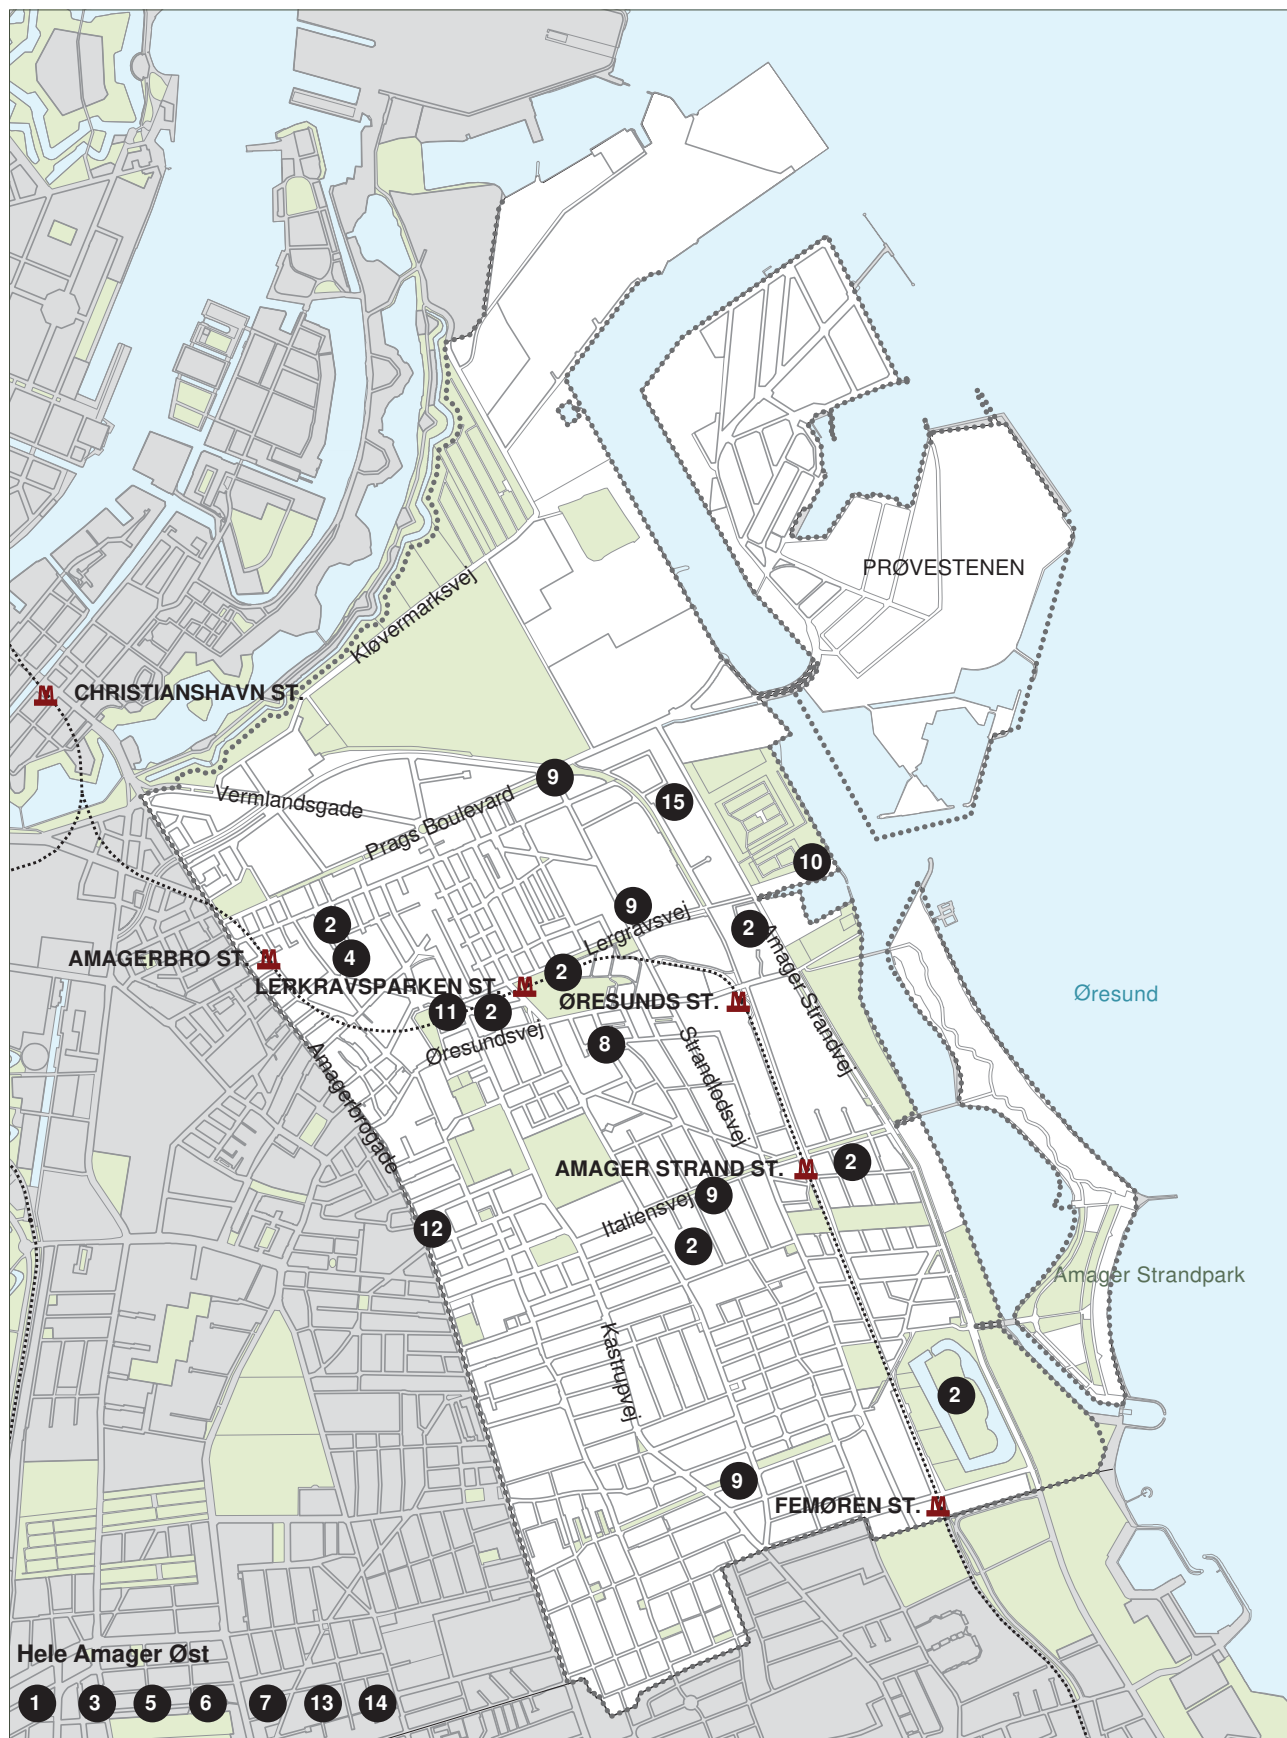 PRØVESTENEN
Kløvermarksvej
CHRISTIANSHAVN ST.
9
Vermlandsgade
15
Prags Boulevard
10
9
2
Lergravsvej
2
Amager Strandvej
AMAGERBRO ST.
4
2
LERKRAVSPARKEN ST.
Øresund
ØRESUNDS ST.
11
2
Øresundsvej
8
Strandlodsvej
Amagerbrogade
AMAGER STRAND ST.
2
9
Italiensvej
12
2
Amager Strandpark
Kastrupvej
2
9
FEMØREN ST.
Hele Amager Øst
1 3 5 6 7 13 14